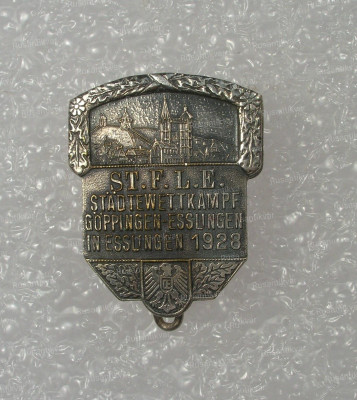 ST.F.L.E.
STÄDTEWETTKAMPF
GÖPPINGEN-ESSLINGEN
IN ESSLINGEN 1928